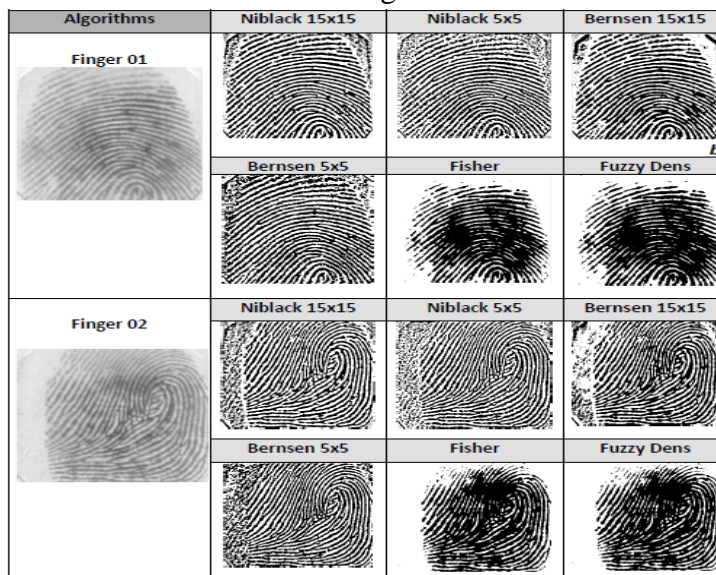 Algorithms Niblack 15x15 Niblack 5x5 Bernsen 15x15
Finger 01
b
Bernsen 5x5 Fisher Fuzzy Dens
Niblack 15x15 Niblack 5x5 Bernsen 15x15
Finger 02
Bernsen 5x5 Fisher Fuzzy Dens